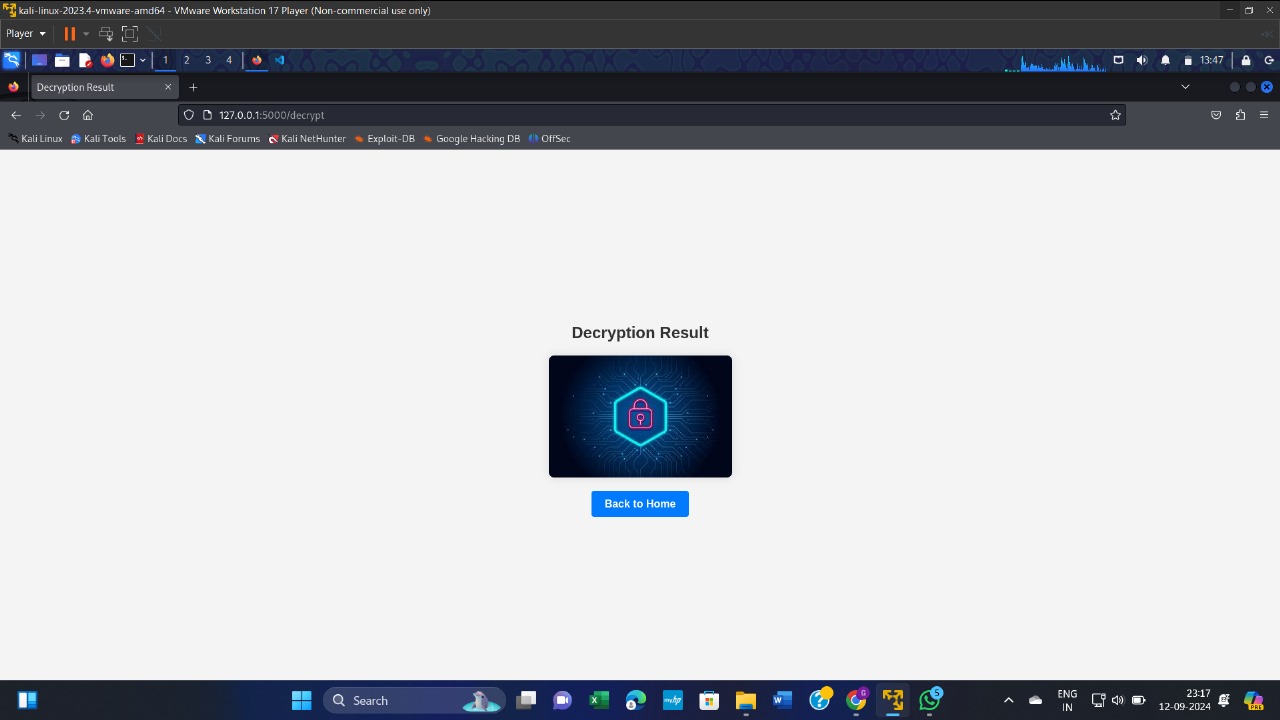 kali-linux-2023.4-vmware-amd64 - VMware Workstation 17 Player (Non-commercial use only)
Player
1 2 3 4 13:47
Decryption Result
127.0.0.1:5000/decrypt
Kali Linux Kali Tools Kali Docs Kali Forums Kali NetHunter Exploit-DB Google Hacking DB OffSec
Decryption Result
Back to Home
Search
ENG
IN
23:17
12-09-2024
5
G
W
PRE